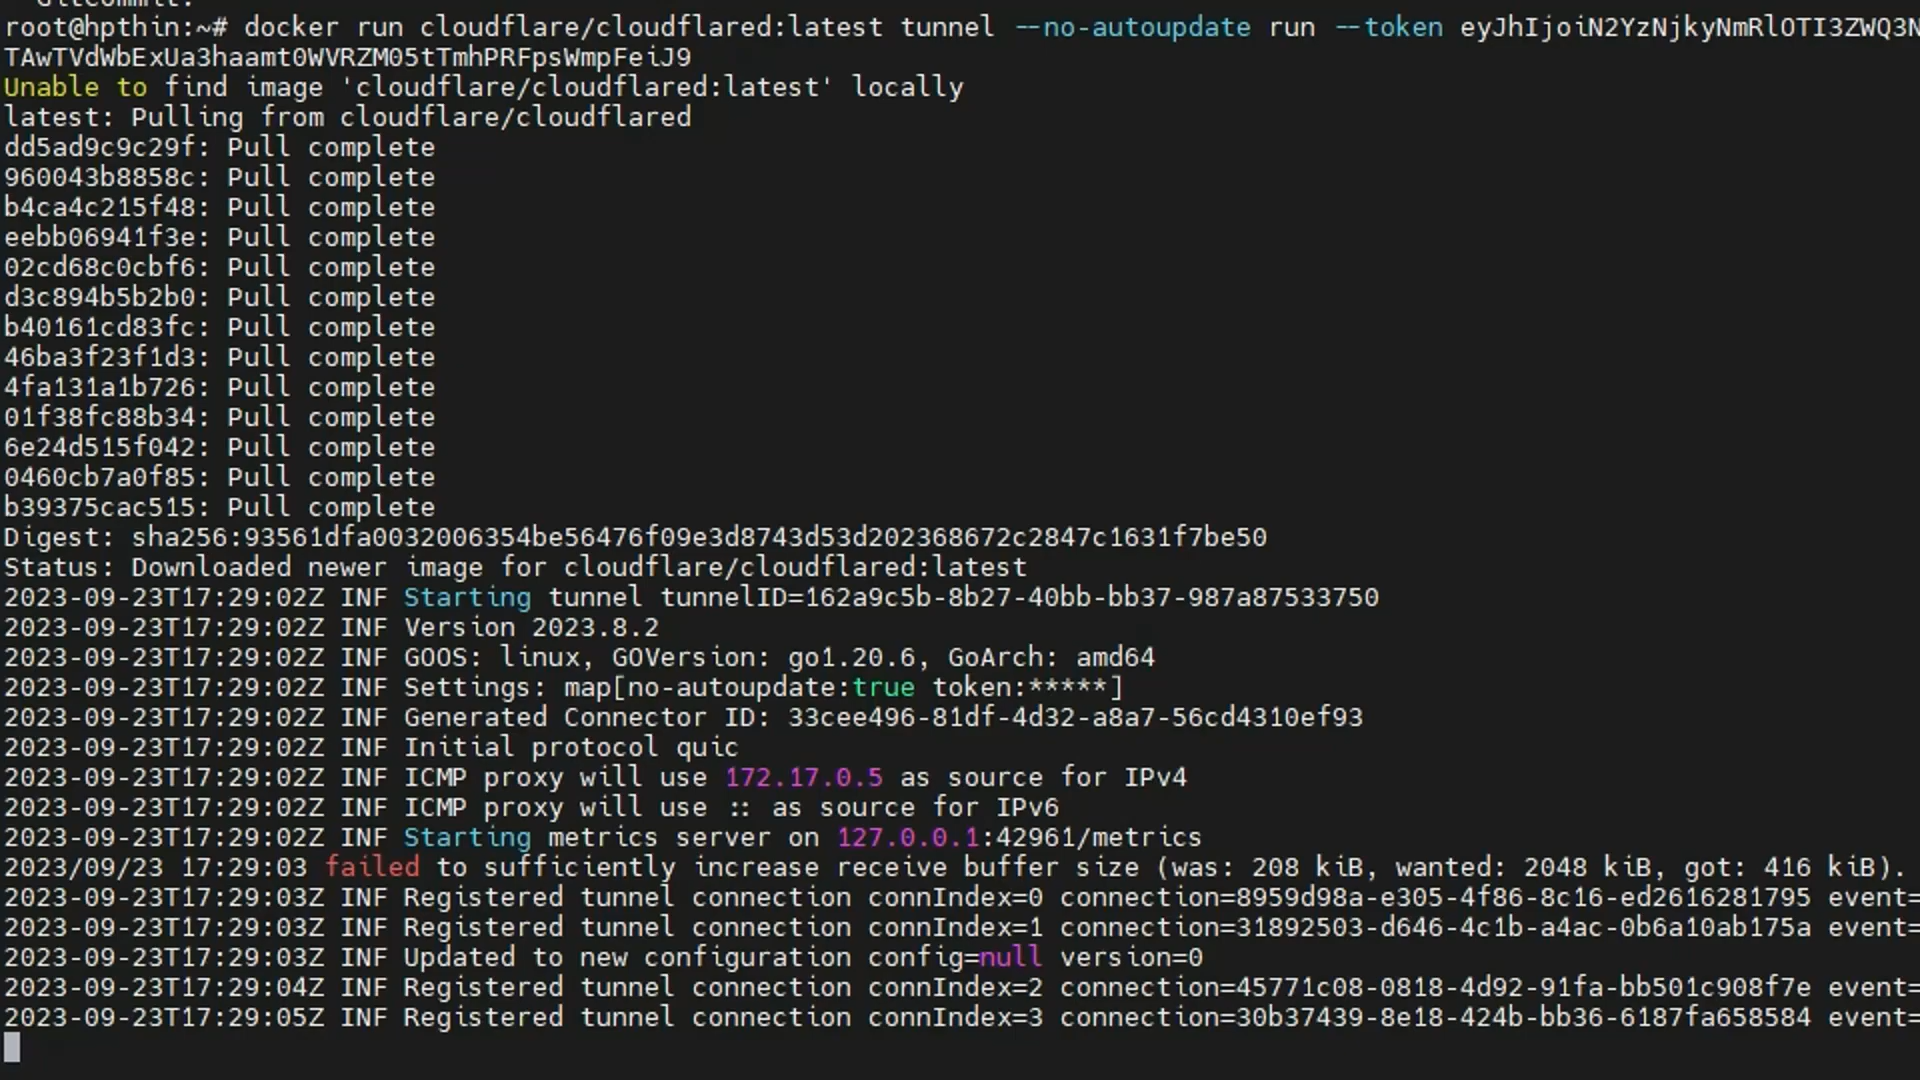 root@hpthin:~# docker run cloudflare/cloudflared:latest tunnel --no-autoupdate run --token eyJhIjoiN2YzNjkyNmRlOTI3ZWQ3N
TAwTVdWbExUa3haamt0WVRZM05tTmhPRFpsWmpFeiJ9
Unable to find image 'cloudflare/cloudflared:latest' locally
latest: Pulling from cloudflare/cloudflared
dd5ad9c9c29f: Pull complete
960043b8858c: Pull complete
b4ca4c215f48: Pull complete
eebb06941f3e: Pull complete
02cd68c0cbf6: Pull complete
d3c894b5b2b0: Pull complete
b40161cd83fc: Pull complete
46ba3f23f1d3: Pull complete
4fa131a1b726: Pull complete
01f38fc88b34: Pull complete
6e24d515f042: Pull complete
0460cb7a0f85: Pull complete
b39375cac515: Pull complete
Digest: sha256:93561dfa0032006354be56476f09e3d8743d53d202368672c2847c1631f7be50
Status: Downloaded newer image for cloudflare/cloudflared:latest
2023-09-23T17:29:02Z INF Starting tunnel tunnelID=162a9c5b-8b27-40bb-bb37-987a87533750
2023-09-23T17:29:02Z INF Version 2023.8.2
2023-09-23T17:29:02Z INF GOOS: linux, GOVersion: go1.20.6, GoArch: amd64
2023-09-23T17:29:02Z INF Settings: map[no-autoupdate:true token:*****]
2023-09-23T17:29:02Z INF Generated Connector ID: 33cee496-81df-4d32-a8a7-56cd4310ef93
2023-09-23T17:29:02Z INF Initial protocol quic
2023-09-23T17:29:02Z INF ICMP proxy will use 172.17.0.5 as source for IPv4
2023-09-23T17:29:02Z INF ICMP proxy will use :: as source for IPv6
2023-09-23T17:29:02Z INF Starting metrics server on 127.0.0.1:42961/metrics
2023/09/23 17:29:03 failed to sufficiently increase receive buffer size (was: 208 kiB, wanted: 2048 kiB, got: 416 kiB).
2023-09-23T17:29:03Z INF Registered tunnel connection connIndex=0 connection=8959d98a-e305-4f86-8c16-ed2616281795 event=
2023-09-23T17:29:03Z INF Registered tunnel connection connIndex=1 connection=31892503-d646-4c1b-a4ac-0b6a10ab175a event=
2023-09-23T17:29:03Z INF Updated to new configuration config=null version=0
2023-09-23T17:29:04Z INF Registered tunnel connection connIndex=2 connection=45771c08-0818-4d92-91fa-bb501c908f7e event=
2023-09-23T17:29:05Z INF Registered tunnel connection connIndex=3 connection=30b37439-8e18-424b-bb36-6187fa658584 event=